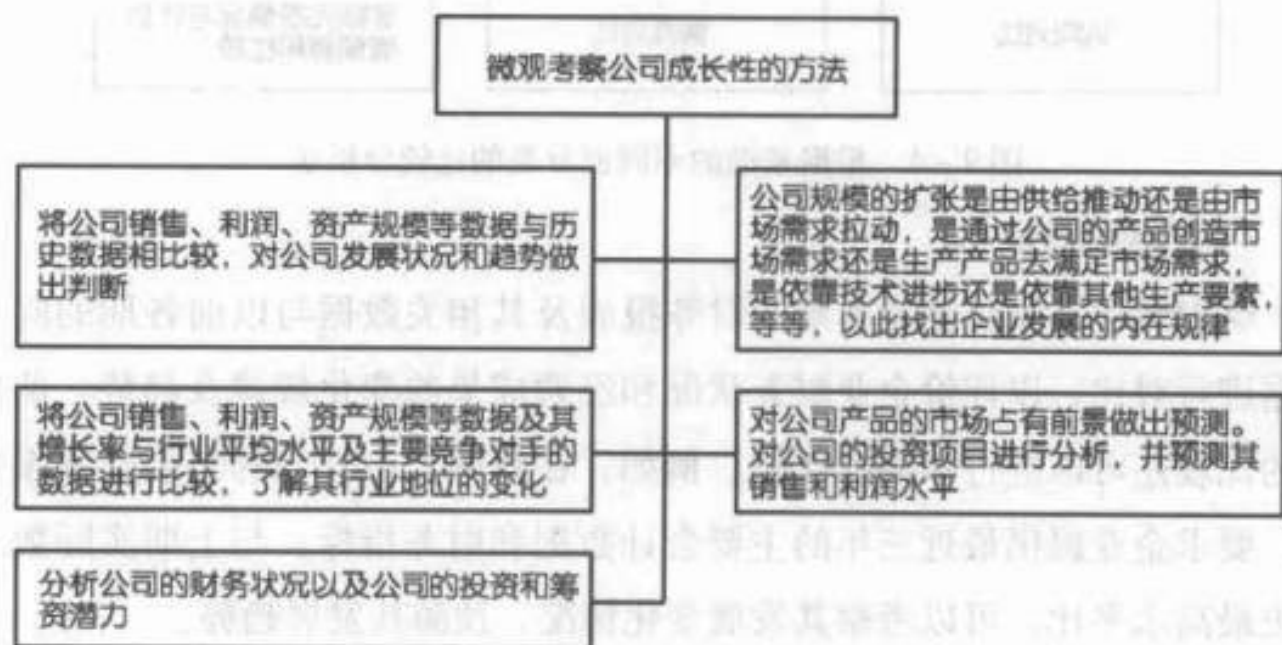 微观考察公司成长性的方法
将公司销售、利润、资产规模等数据与历
史数据相比较，对公司发展状况和趋势做
出判断
公司规模的扩张是由供给推动还是由市
场需求拉动，是通过公司的产品创造市
场需求还是生产产品去满足市场需求，
是依靠技术进步还是依靠其他生产要素，
等等，以此找出企业发展的内在规律
将公司销售、利润、资产规模等数据及其
增长率与行业平均水平及主要竞争对手的
数据进行比较，了解其行业地位的变化
对公司产品的市场占有前景做出预测。
对公司的投资项目进行分析，并预测其
销售和利润水平
分析公司的财务状况以及公司的投资和筹
资潜力